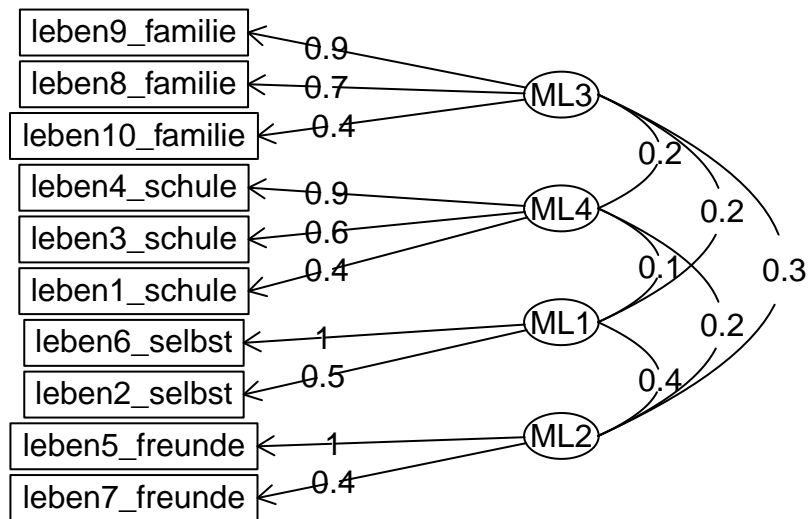 leben9_familie
0.9
leben8_familie
0.7
ML3
leben10_familie
0.4
0.2
leben4_schule
0.9
ML4
0.2
leben3_schule
0.6
leben1_schule
0.4
0.1
0.3
leben6_selbst
1
ML1
0.2
leben2_selbst
0.5
0.4
leben5_freunde
1
ML2
leben7_freunde
0.4